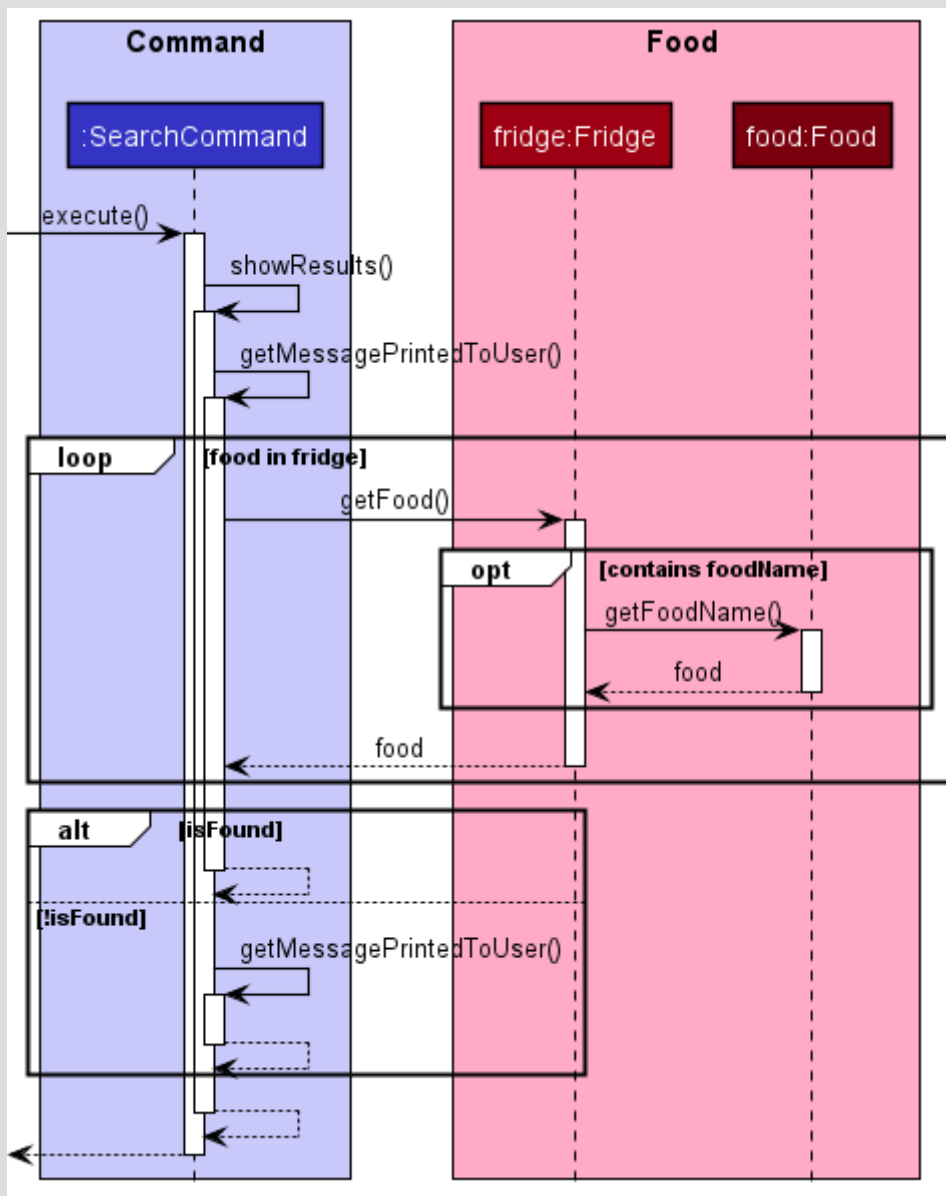 Command
Food
:SearchCommand
fridge:Fridge
food:Food
execute()
showResults()
getMessagePrintedToUser()
loop
[food in fridge]
getFood()
opt
[contains foodName]
getFoodName()
food
food
alt
[isFound]
[!isFound]
getMessagePrintedToUser()